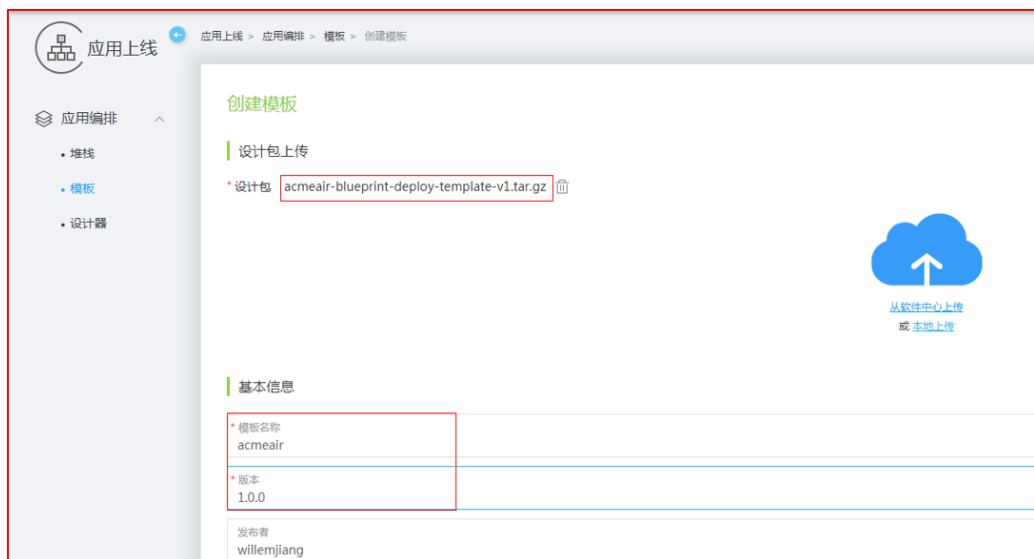 应用上线
应用上线 > 应用编排 > 模板 > 创建模板
应用编排
• 堆栈
• 模板
• 设计器
创建模板
设计包上传
* 设计包 acmeair-blueprint-deploy-template-v1.tar.gz
从软件中心上传
或 本地上传
基本信息
* 模板名称
acmeair
* 版本
1.0.0
发布者
willemjiang